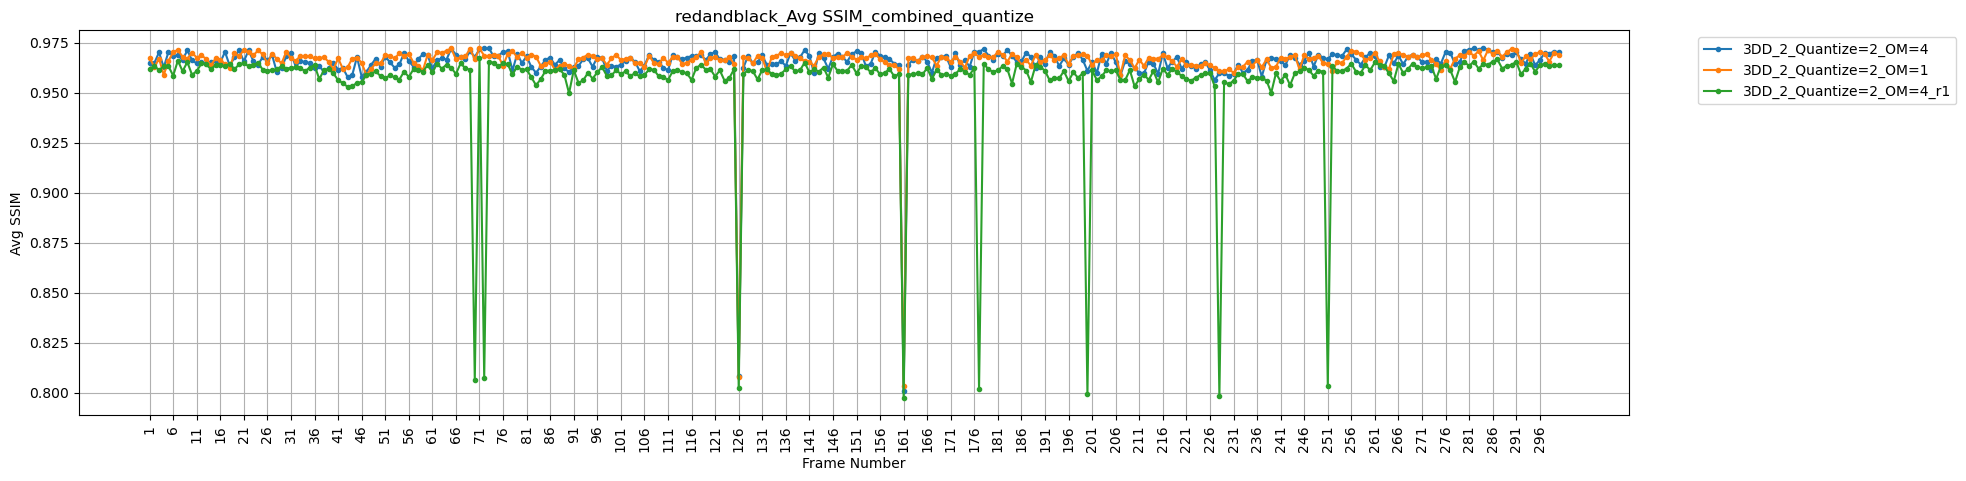 redandblack_Avg SSIM_combined_quantize
Avg SSIM
0.975
0.950
0.925
0.900
0.875
0.850
0.825
0.800
1 6 11 16 21 26 31 36 41 46 51 56 61 66 71 76 81 86 91 96 101 106 111 116 121 126 131 136 141 146 151 156 161 166 171 176 181 186 191 196 201 206 211 216 221 226 231 236 241 246 251 256 261 266 271 276 281 286 291 296
Frame Number
3DD_2_Quantize=2_OM=4
3DD_2_Quantize=2_OM=1
3DD_2_Quantize=2_OM=4_r1